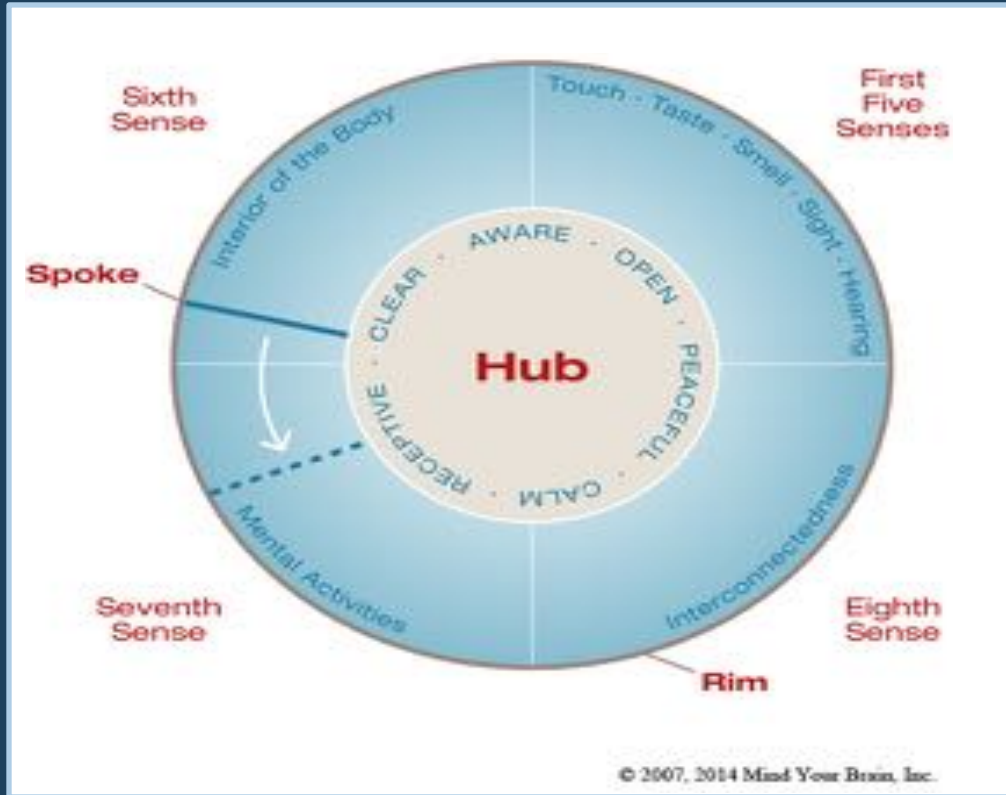 Sixth
Sense
First
Five
Senses
Interior of the Body
Touch · Taste · Smell · Sight · Hearing
Spoke
CLEAR · AWARE · OPEN · PEACEFUL · CALM · RECEPTIVE ·
Hub
Mental Activities
Interconnectedness
Seventh
Sense
Eighth
Sense
Rim
© 2007, 2014 Mind Your Brain, Inc.